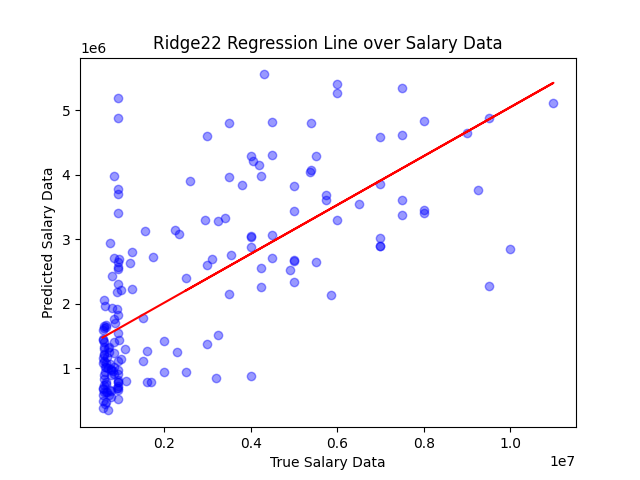 Ridge22 Regression Line over Salary Data
1e6
5
4
3
2
1
Predicted Salary Data
0.2 0.4 0.6 0.8 1.0
1e7
True Salary Data